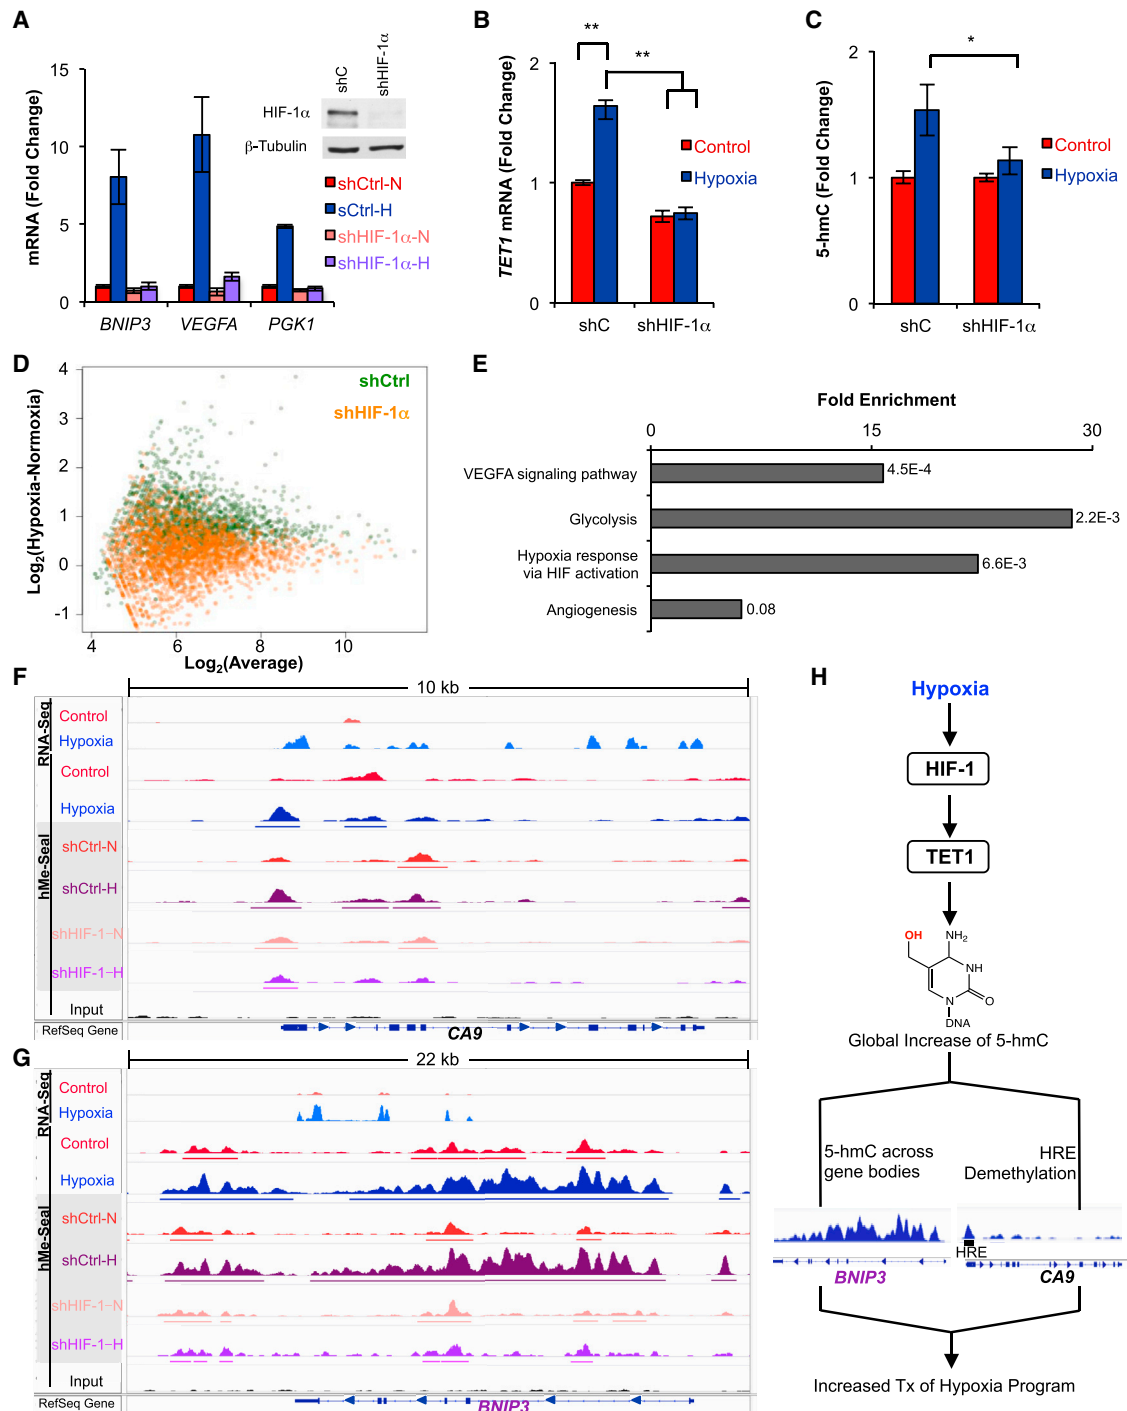 A
15
10
5
0
mRNA (Fold Change)
BNIP3
VEGFA
PGK1
shC
shHIF-1α
HIF-1α
β-Tubulin
shCtrl-N
sCtrl-H
shHIF-1α-N
shHIF-1α-H
B
**
**
2
1
0
TET1 mRNA (Fold Change)
Control
Hypoxia
shC
shHIF-1α
C
*
2
1
0
5-hmC (Fold Change)
Control
Hypoxia
shC
shHIF-1α
D
4
3
2
1
0
-1
Log2(Hypoxia-Normoxia)
shCtrl
shHIF-1α
4
6
8
10
Log2(Average)
E
Fold Enrichment
0
15
30
VEGFA signaling pathway
4.5E-4
Glycolysis
2.2E-3
Hypoxia response
via HIF activation
6.6E-3
Angiogenesis
0.08
F
10 kb
RNA-Seq
Control
Hypoxia
hMe-Seal
Control
Hypoxia
shCtrl-N
shCtrl-H
shHIF-1-N
shHIF-1-H
Input
RefSeq Gene
CA9
G
22 kb
RNA-Seq
Control
Hypoxia
hMe-Seal
Control
Hypoxia
shCtrl-N
shCtrl-H
shHIF-1-N
shHIF-1-H
Input
RefSeq Gene
BNIP3
H
Hypoxia
HIF-1
TET1
OH
NH2
NH
N
O
DNA
Global Increase of 5-hmC
5-hmC across
gene bodies
HRE
Demethylation
HRE
BNIP3
CA9
Increased Tx of Hypoxia Program